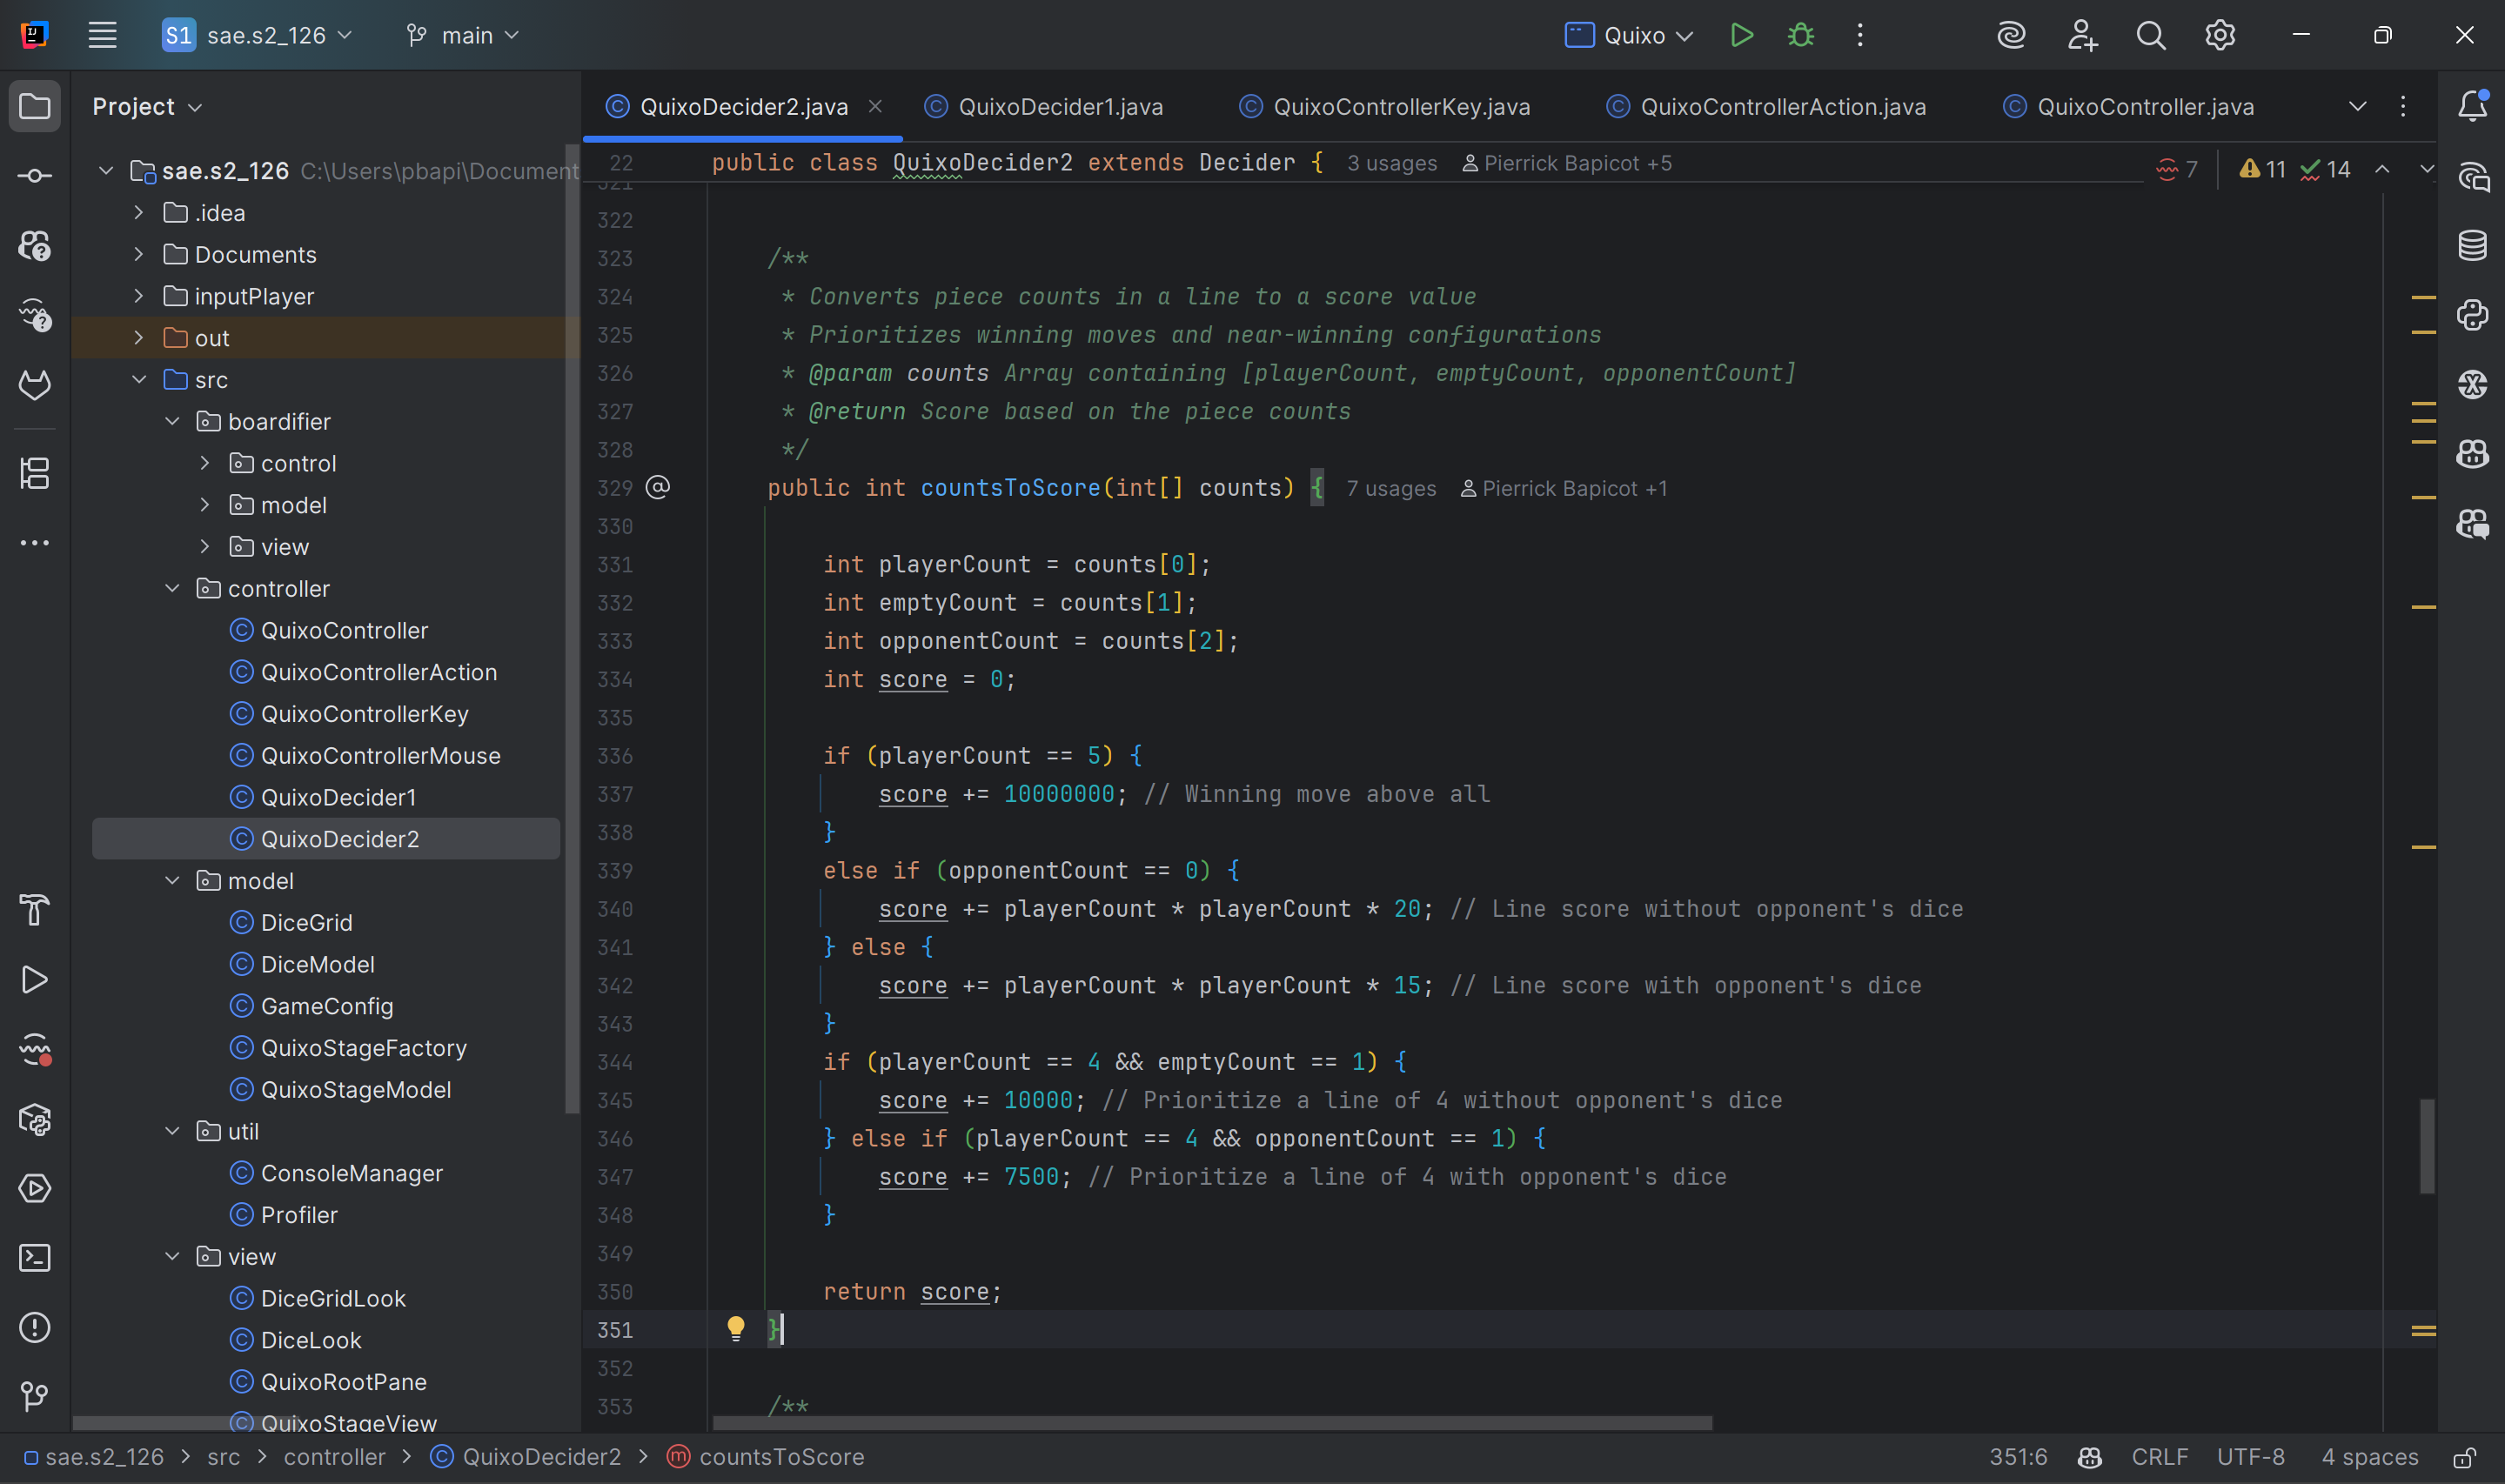 S1 sae.s2_126 main Quixo
Project
QuixoDecider2.java QuixoDecider1.java QuixoControllerKey.java QuixoControllerAction.java QuixoController.java
sae.s2_126 C:\Users\pbapi\Document
.idea
Documents
inputPlayer
out
src
boardifier
control
model
view
controller
QuixoController
QuixoControllerAction
QuixoControllerKey
QuixoControllerMouse
QuixoDecider1
QuixoDecider2
model
DiceGrid
DiceModel
GameConfig
QuixoStageFactory
QuixoStageModel
util
ConsoleManager
Profiler
view
DiceGridLook
DiceLook
QuixoRootPane
QuixoStageView
22 public class QuixoDecider2 extends Decider { 3 usages Pierrick Bapicot +5
7 11 14
321
322
323 /**
324 * Converts piece counts in a line to a score value
325 * Prioritizes winning moves and near-winning configurations
326 * @param counts Array containing [playerCount, emptyCount, opponentCount]
327 * @return Score based on the piece counts
328 */
329 @ public int countsToScore(int[] counts) { 7 usages Pierrick Bapicot +1
330
331 int playerCount = counts[0];
332 int emptyCount = counts[1];
333 int opponentCount = counts[2];
334 int score = 0;
335
336 if (playerCount == 5) {
337 score += 10000000; // Winning move above all
338 }
339 else if (opponentCount == 0) {
340 score += playerCount * playerCount * 20; // Line score without opponent's dice
341 } else {
342 score += playerCount * playerCount * 15; // Line score with opponent's dice
343 }
344 if (playerCount == 4 && emptyCount == 1) {
345 score += 10000; // Prioritize a line of 4 without opponent's dice
346 } else if (playerCount == 4 && opponentCount == 1) {
347 score += 7500; // Prioritize a line of 4 with opponent's dice
348 }
349
350 return score;
351 }
352
353 /**
sae.s2_126 > src > controller > QuixoDecider2 > countsToScore
351:6 CRLF UTF-8 4 spaces